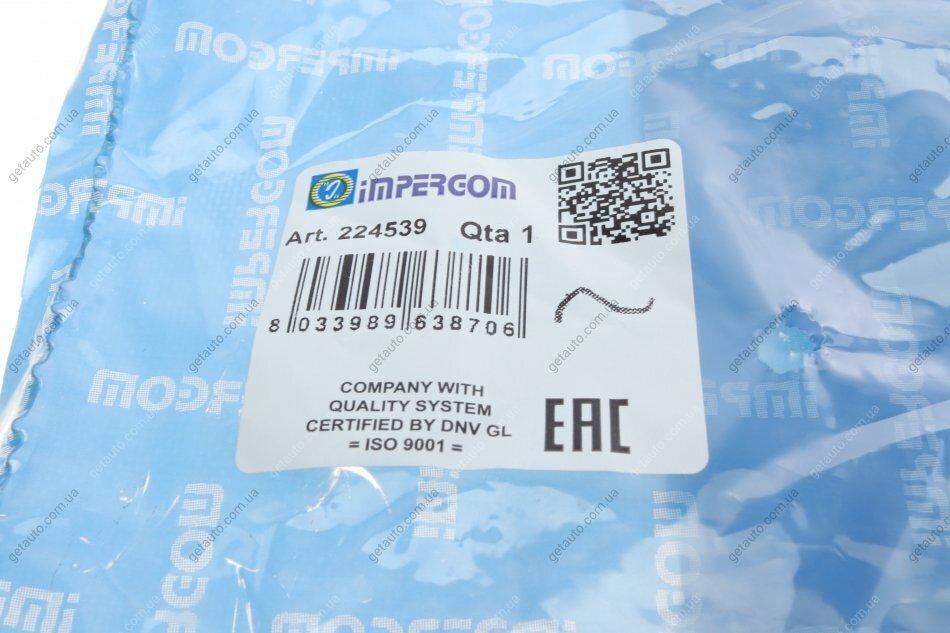 iMPERGOM
Art. 224539 Qta 1
8 033989 638706
COMPANY WITH
QUALITY SYSTEM
CERTIFIED BY DNV GL
= ISO 9001 =
EAC
iMPERGOM
getauto.com.ua